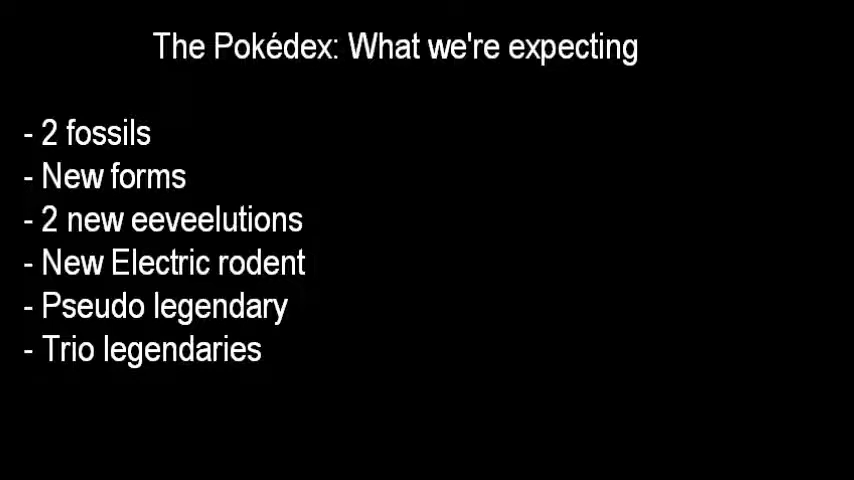 The Pokédex: What we're expecting
- 2 fossils
- New forms
- 2 new eeveelutions
- New Electric rodent
- Pseudo legendary
- Trio legendaries